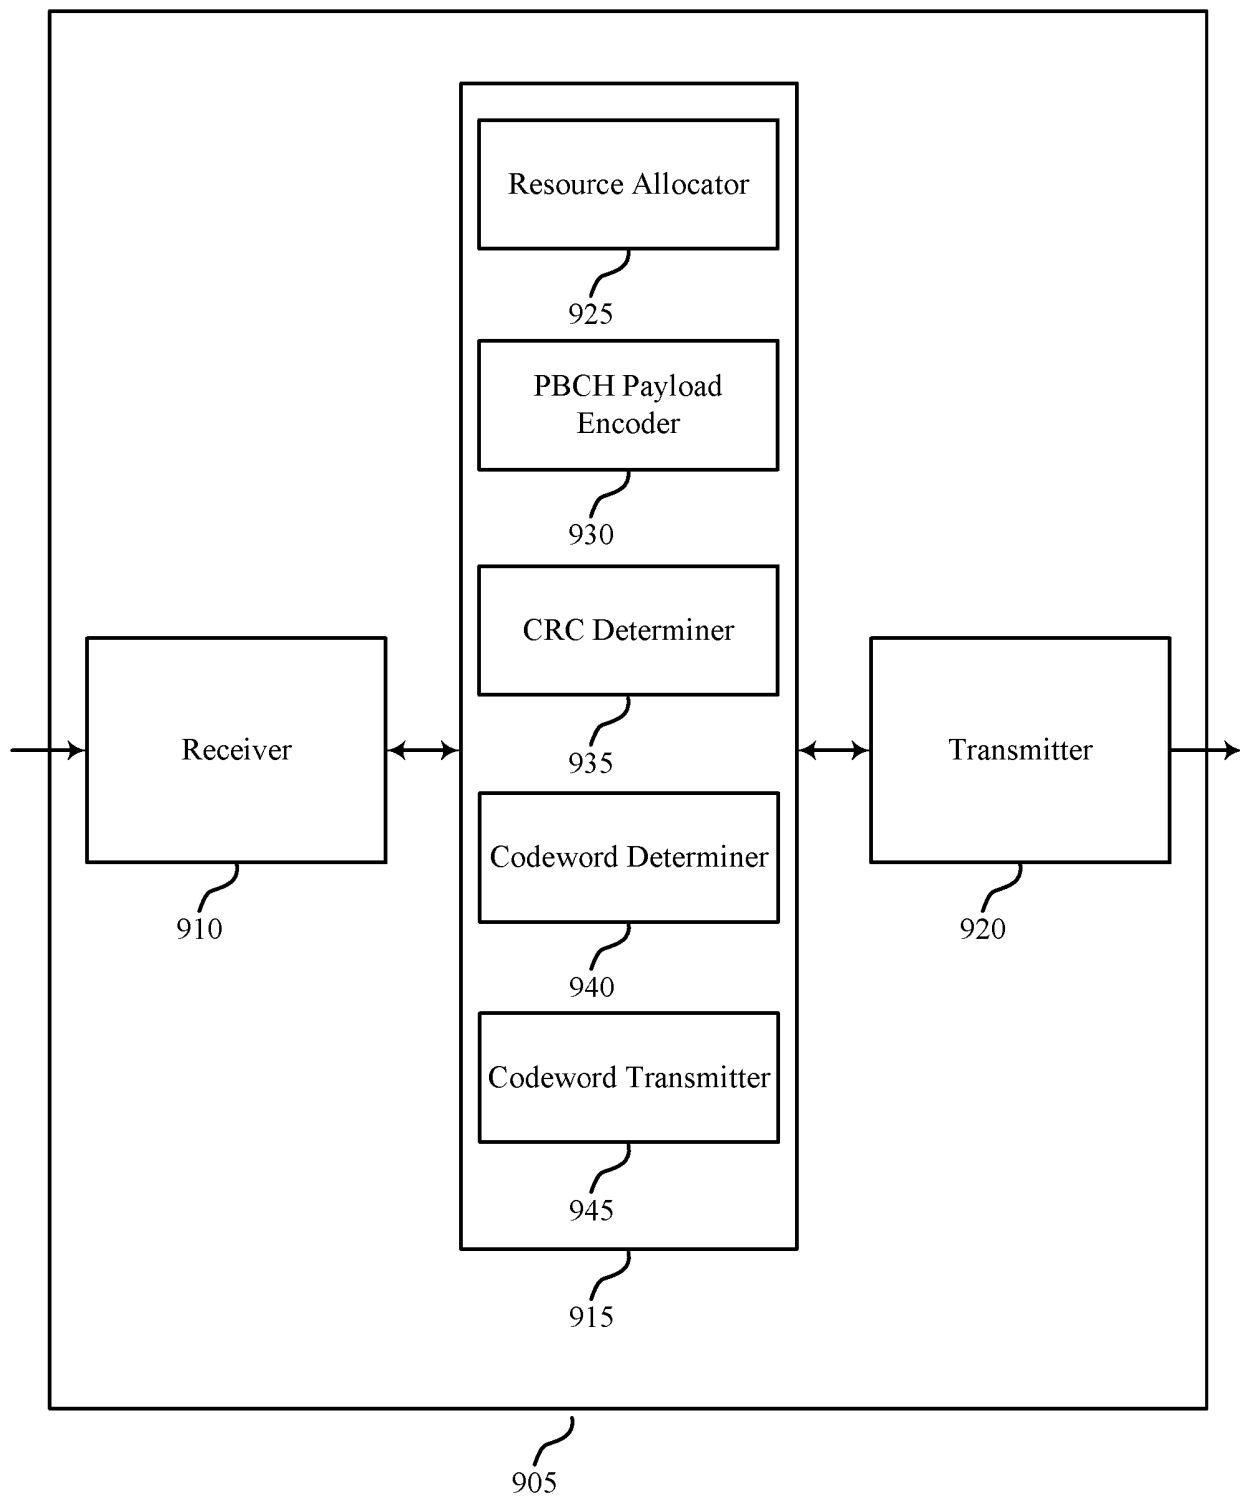 Resource Allocator
925
PBCH Payload
Encoder
930
CRC Determiner
935
Receiver
910
Transmitter
920
Codeword Determiner
940
Codeword Transmitter
945
915
905